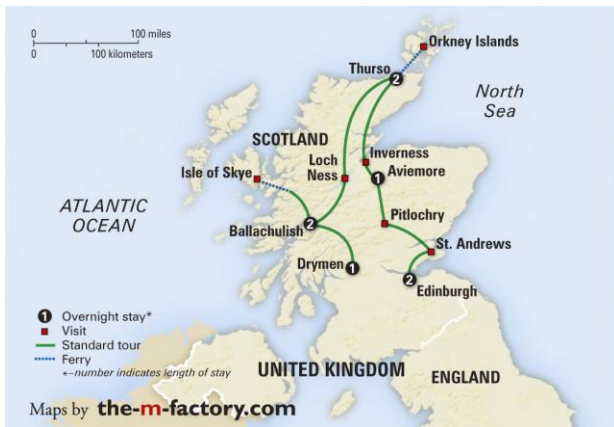 0 100 miles
0 100 kilometers
Orkney Islands
Thurso
2
North
Sea
SCOTLAND
Inverness
Isle of Skye
Loch
Ness
Aviemore
1
ATLANTIC
OCEAN
Pitlochry
Ballachulish
2
St. Andrews
Drymen
1
2
Edinburgh
1 Overnight stay*
Visit
Standard tour
Ferry
*–number indicates length of stay
UNITED KINGDOM
ENGLAND
Maps by the-m-factory.com